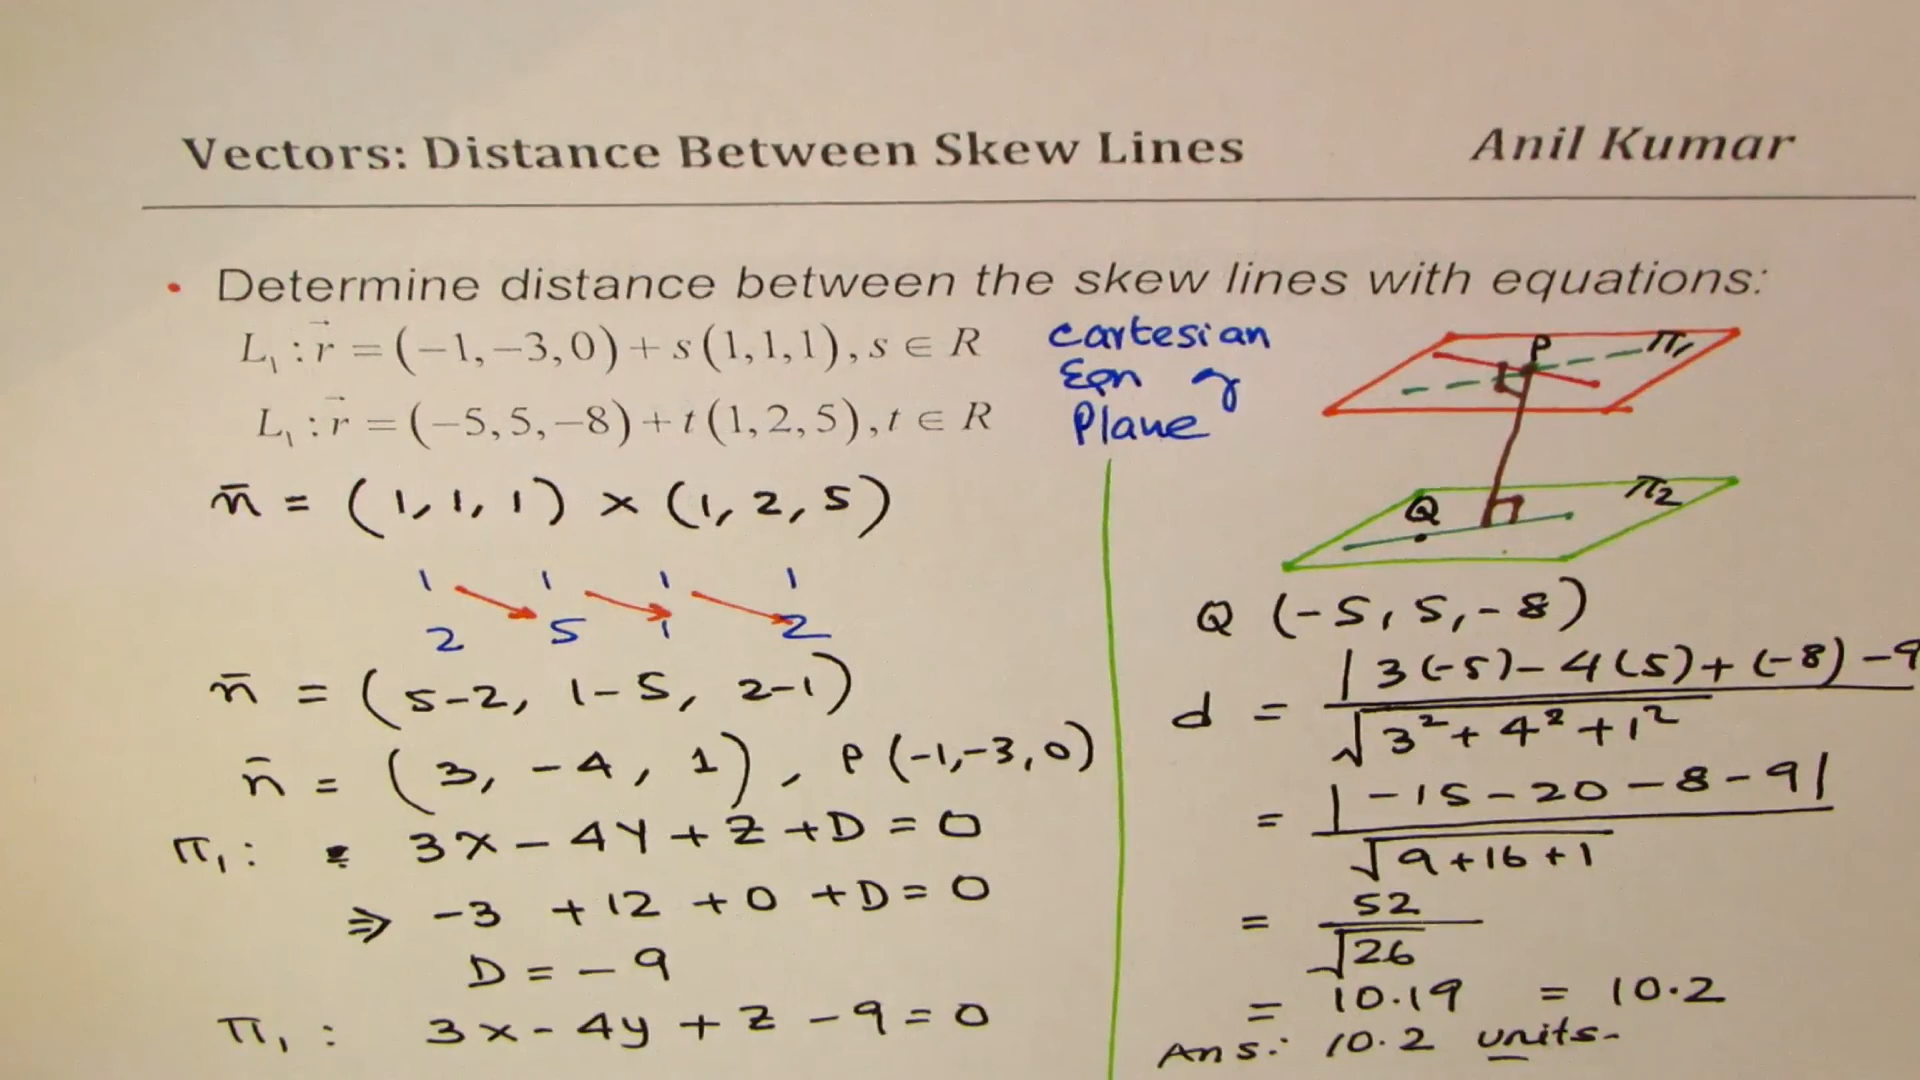 Vectors: Distance Between Skew Lines Anil Kumar
• Determine distance between the skew lines with equations:
L₁ : r⃗ = (−1,−3,0) + s(1,1,1), s ∈ R
L₁ : r⃗ = (−5,5,−8) + t(1,2,5), t ∈ R
n̄ = (1, 1, 1) × (1, 2, 5)
1 1 1 1
2 5 1 2
n̄ = (5-2, 1-5, 2-1)
n̄ = (3, -4, 1), P(-1,-3,0)
π₁: 3x - 4y + z + D = 0
⇒ -3 + 12 + 0 + D = 0
D = -9
π₁: 3x - 4y + z - 9 = 0
Cartesian
Eqn of
Plane
P π₁
Q π₂
Q (-5, 5, -8)
d = |3(-5) - 4(5) + (-8) - 9
√3² + 4² + 1²
= |-15 - 20 - 8 - 9|
√9 + 16 + 1
= 52
√26
= 10.19 = 10.2
Ans: 10.2 units.